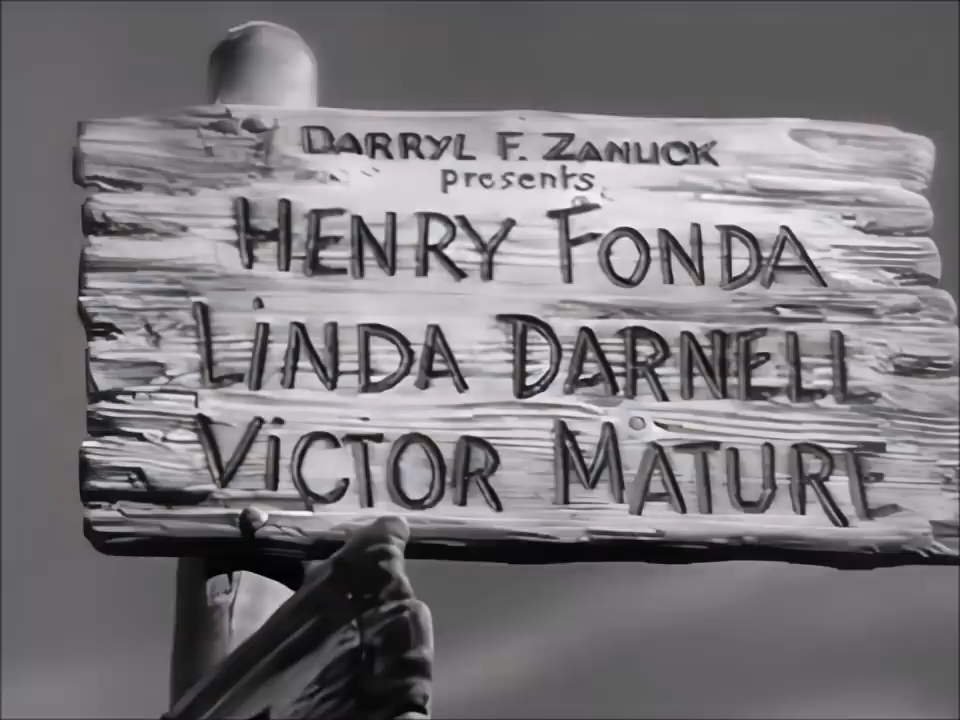 DARRYL F. ZANUCK
presents
HENRY FONDA
LINDA DARNELL
VICTOR MATURE